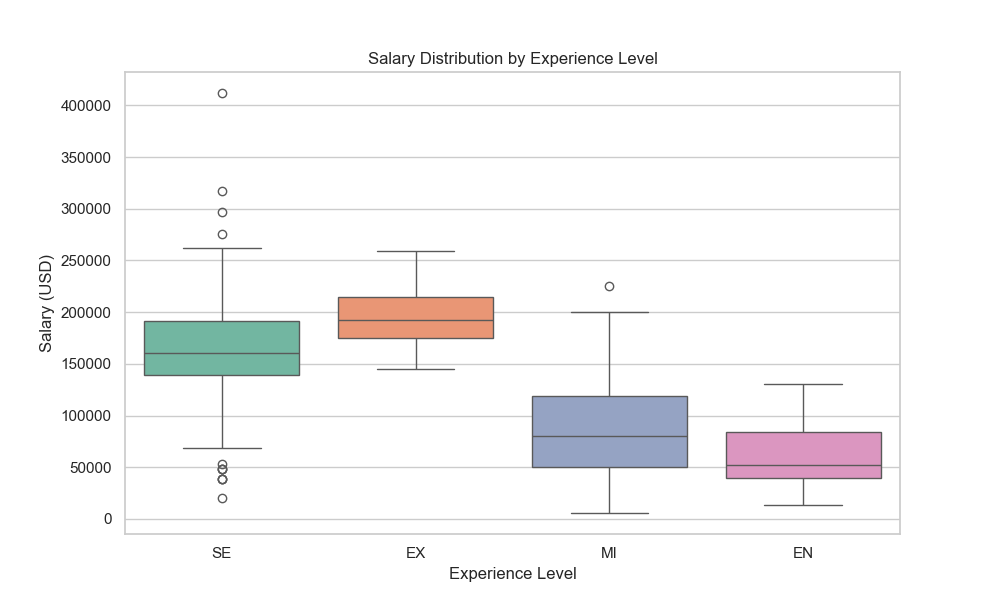 Salary Distribution by Experience Level
Salary (USD)
400000
350000
300000
250000
200000
150000
100000
50000
0
SE EX MI EN
Experience Level